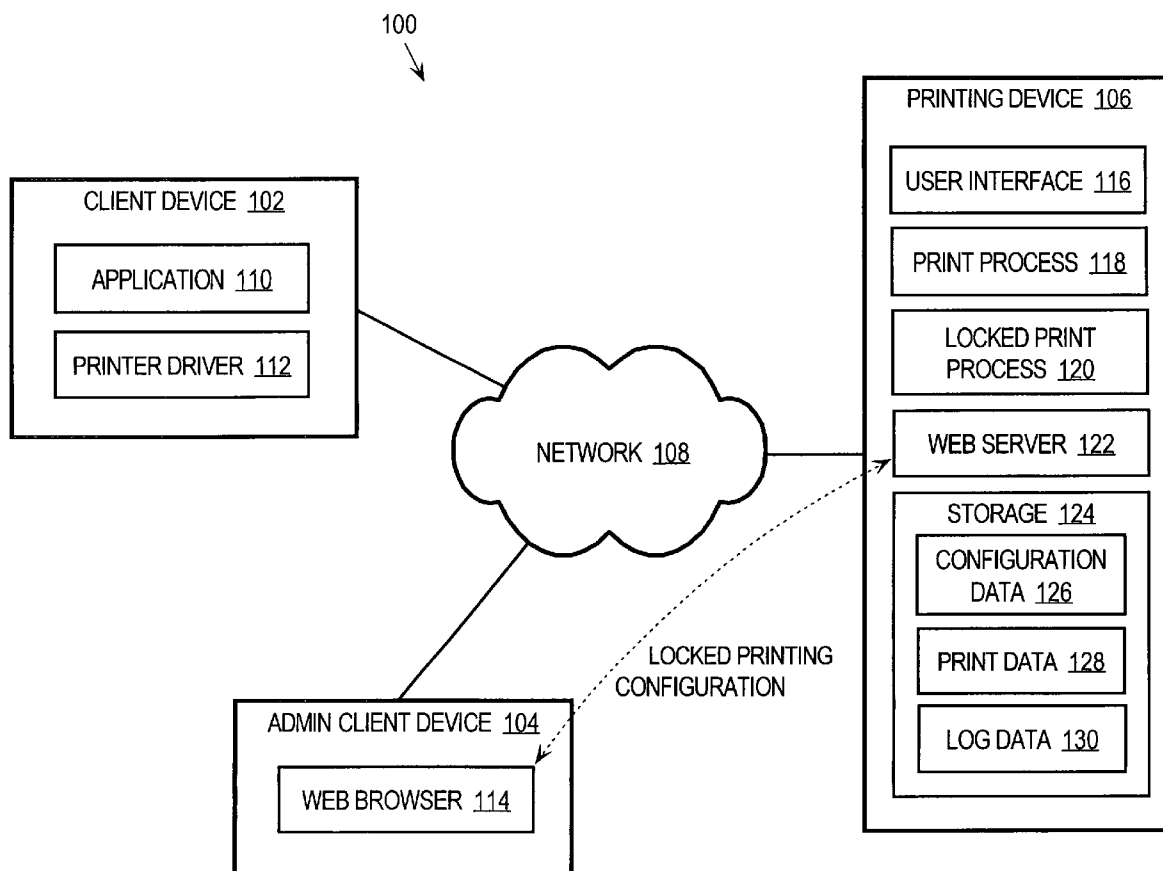 100
CLIENT DEVICE 102
APPLICATION 110
PRINTER DRIVER 112
NETWORK 108
LOCKED PRINTING
CONFIGURATION
ADMIN CLIENT DEVICE 104
WEB BROWSER 114
PRINTING DEVICE 106
USER INTERFACE 116
PRINT PROCESS 118
LOCKED PRINT
PROCESS 120
WEB SERVER 122
STORAGE 124
CONFIGURATION
DATA 126
PRINT DATA 128
LOG DATA 130